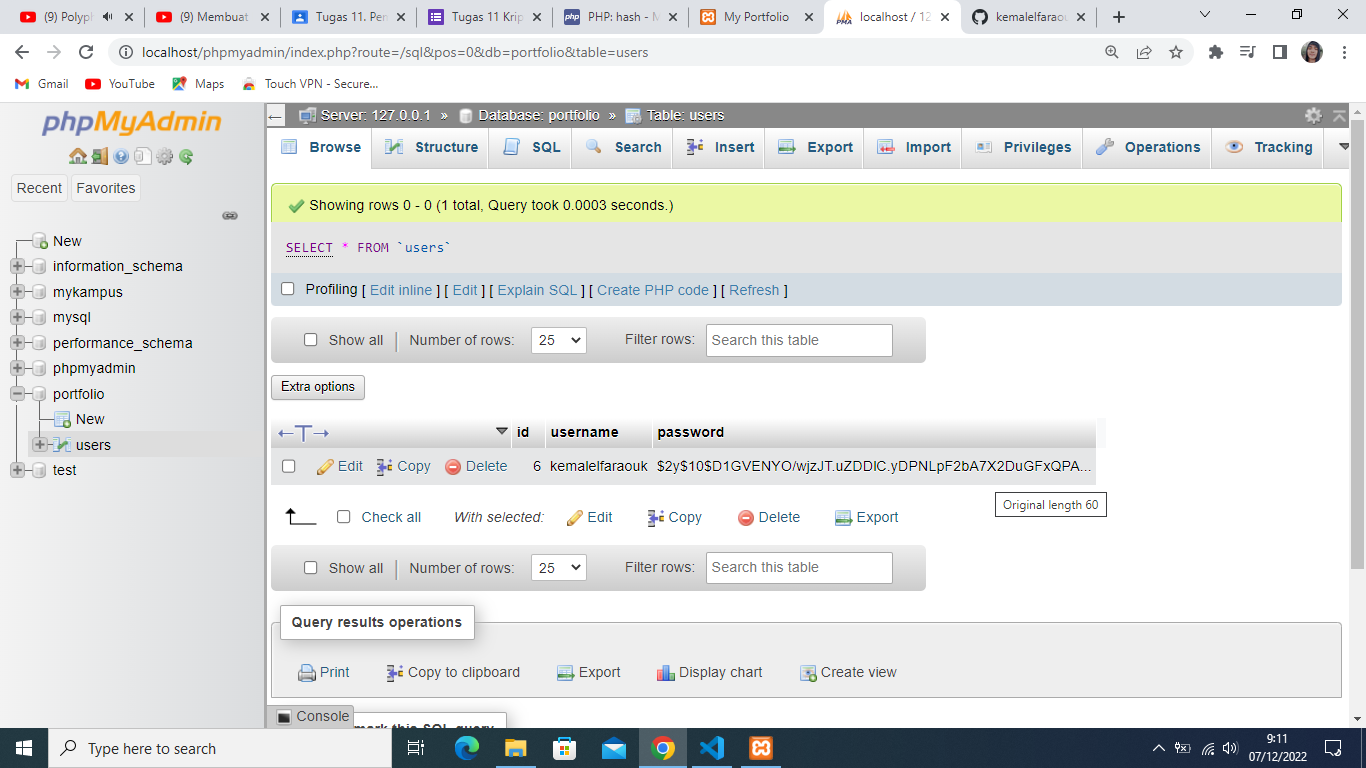 (9) Polyph
(9) Membuat
Tugas 11. Per
Tugas 11 Krip
php PHP: hash - M
My Portfolio
PMA localhost / 12
kemalelfarao
localhost/phpmyadmin/index.php?route=/sql&pos=0&db=portfolio&table=users
Gmail
YouTube
Maps
Touch VPN - Secure...
phpMyAdmin
Recent
Favorites
New
information_schema
mykampus
mysql
performance_schema
phpmyadmin
portfolio
New
users
test
Server: 127.0.0.1 » Database: portfolio » Table: users
Browse
Structure
SQL
Search
Insert
Export
Import
Privileges
Operations
Tracking
Showing rows 0 - 0 (1 total, Query took 0.0003 seconds.)
SELECT * FROM `users`
Profiling [ Edit inline ] [ Edit ] [ Explain SQL ] [ Create PHP code ] [ Refresh ]
Show all | Number of rows: 25 Filter rows: Search this table
Extra options
id username password
Edit Copy Delete 6 kemalelfaraouk $2y$10$D1GVENYO/wjzJT.uZDDlC.yDPNLpF2bA7X2DuGFxQPA...
Original length 60
Check all With selected: Edit Copy Delete Export
Show all | Number of rows: 25 Filter rows: Search this table
Query results operations
Print Copy to clipboard Export Display chart Create view
Console
mark this SQL query
Type here to search
9:11
07/12/2022